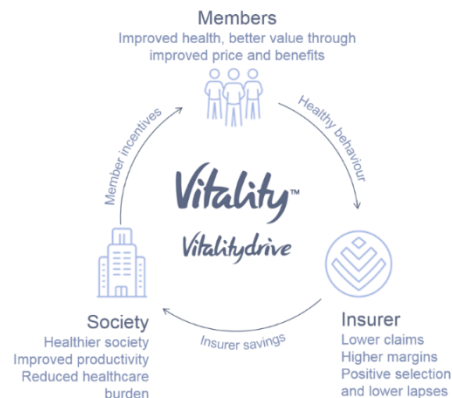 Members
Improved health, better value through
improved price and benefits
Member incentives
Healthy behaviour
Vitality™
Vitalitydrive
Society
Healthier society
Improved productivity
Reduced healthcare
burden
Insurer savings
Insurer
Lower claims
Higher margins
Positive selection
and lower lapses